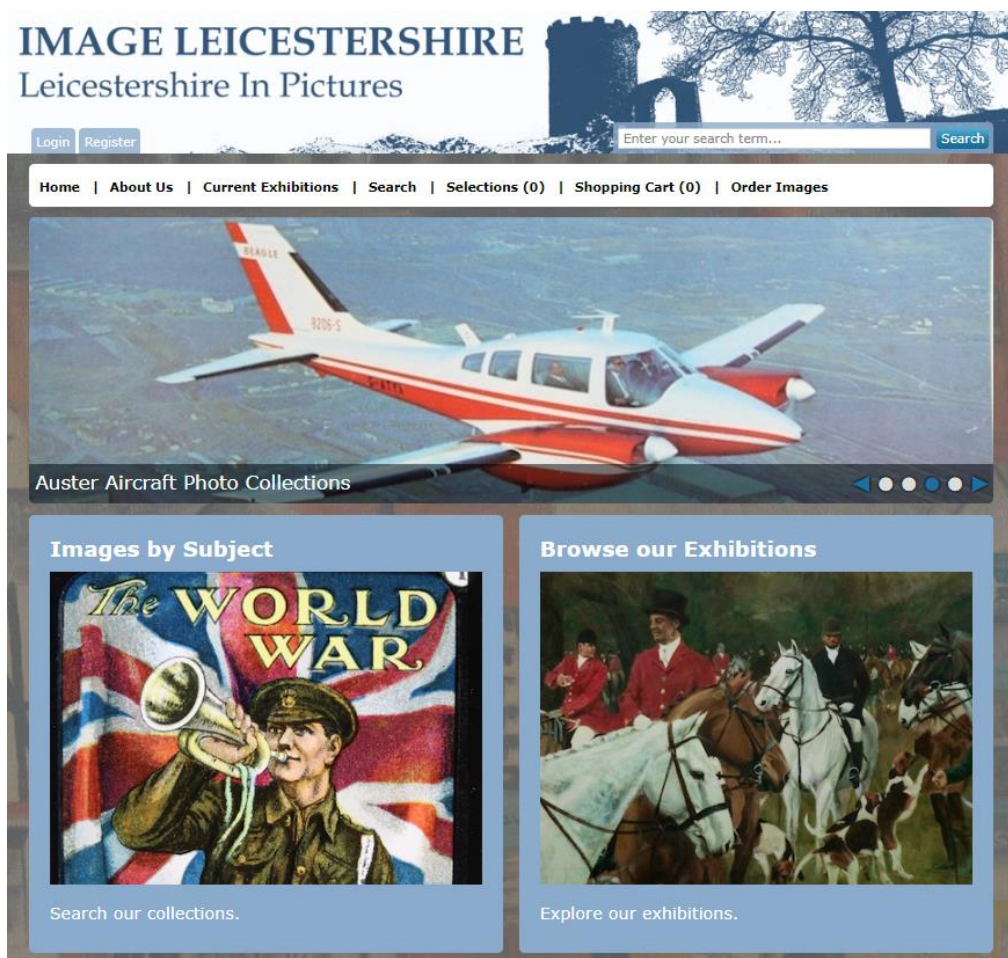 IMAGE LEICESTERSHIRE
Leicestershire In Pictures
Login Register
Enter your search term... Search
Home | About Us | Current Exhibitions | Search | Selections (0) | Shopping Cart (0) | Order Images
BEAGLE
B206-S
G-ATYA
Auster Aircraft Photo Collections
Images by Subject
Browse our Exhibitions
The WORLD
WAR
Search our collections.
Explore our exhibitions.